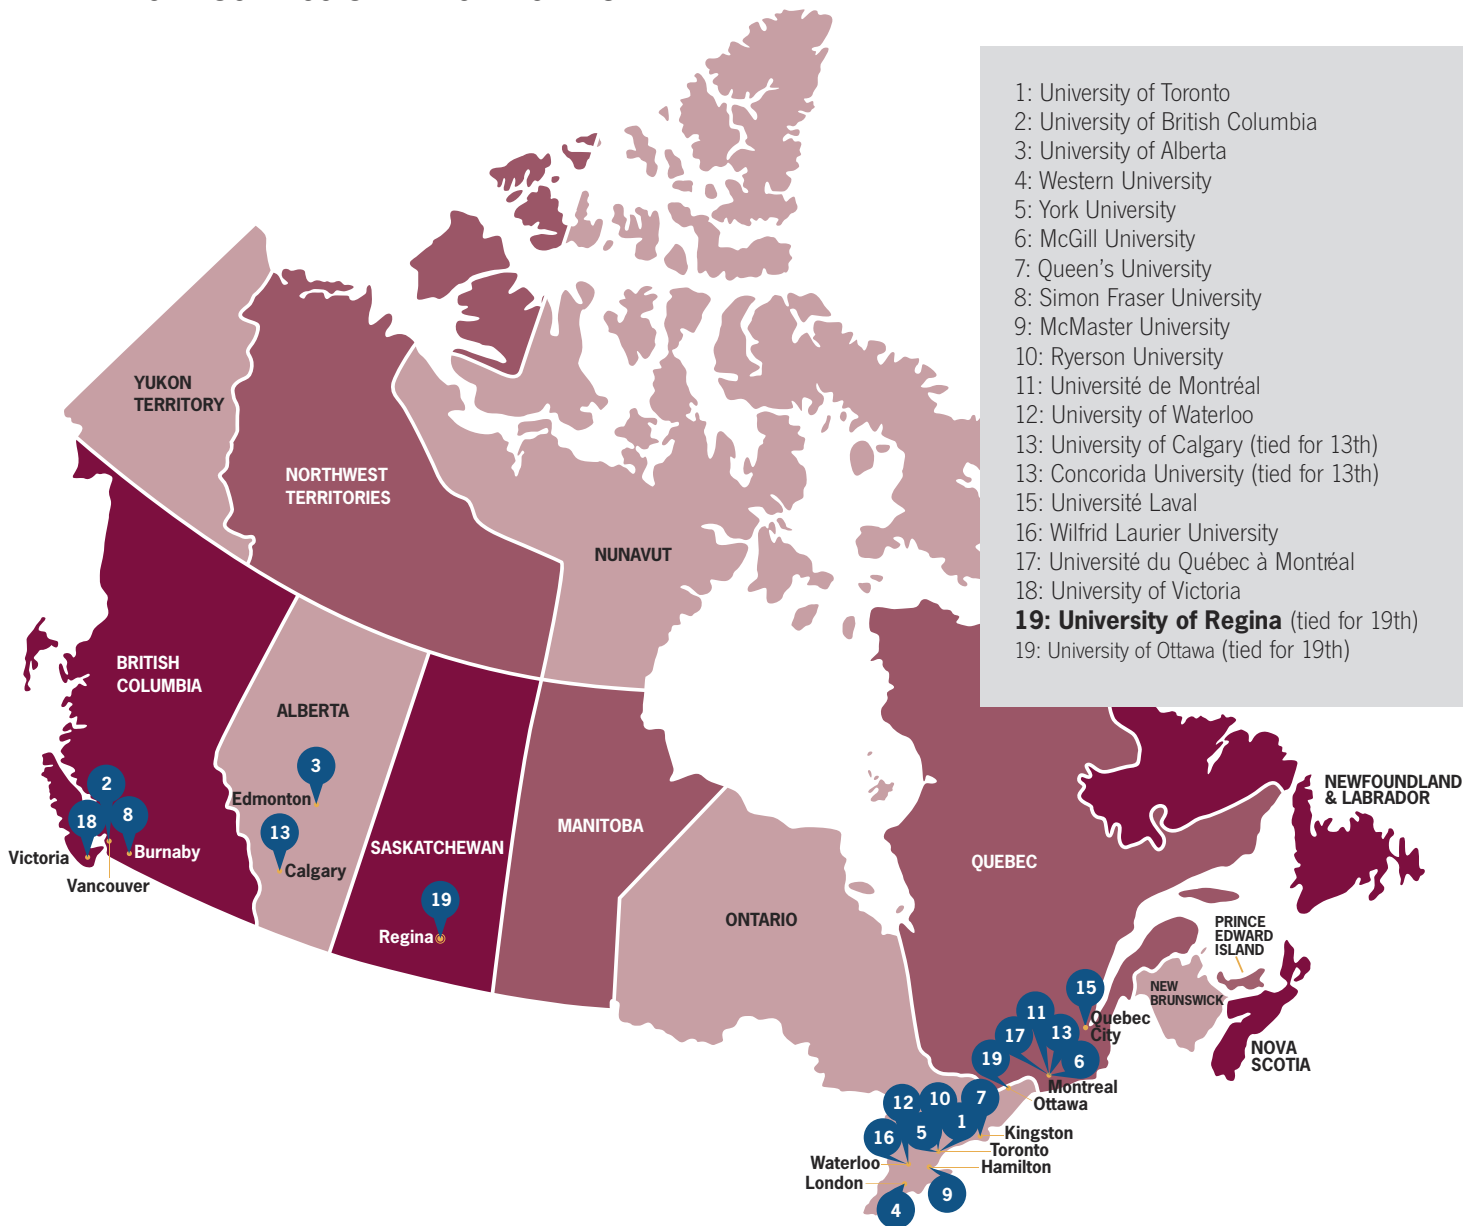 1: University of Toronto
2: University of British Columbia
3: University of Alberta
4: Western University
5: York University
6: McGill University
7: Queen's University
8: Simon Fraser University
9: McMaster University
10: Ryerson University
11: Université de Montréal
12: University of Waterloo
13: University of Calgary (tied for 13th)
13: Concorida University (tied for 13th)
15: Université Laval
16: Wilfrid Laurier University
17: Université du Québec à Montréal
18: University of Victoria
19: University of Regina (tied for 19th)
19: University of Ottawa (tied for 19th)
YUKON
TERRITORY
NORTHWEST
TERRITORIES
NUNAVUT
BRITISH
COLUMBIA
ALBERTA
3
Edmonton
13
Calgary
2
18
8
Victoria
Burnaby
Vancouver
SASKATCHEWAN
19
Regina
MANITOBA
ONTARIO
QUEBEC
NEWFOUNDLAND
& LABRADOR
PRINCE
EDWARD
ISLAND
NEW
BRUNSWICK
NOVA
SCOTIA
15
Quebec
City
11
17
13
6
19
Montreal
Ottawa
12
10
7
16
5
1
Kingston
Toronto
Waterloo
Hamilton
London
9
4